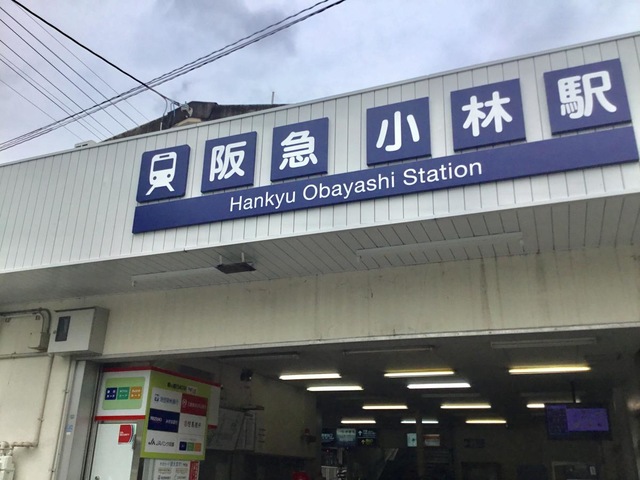 阪急 小林駅
Hankyu Obayashi Station